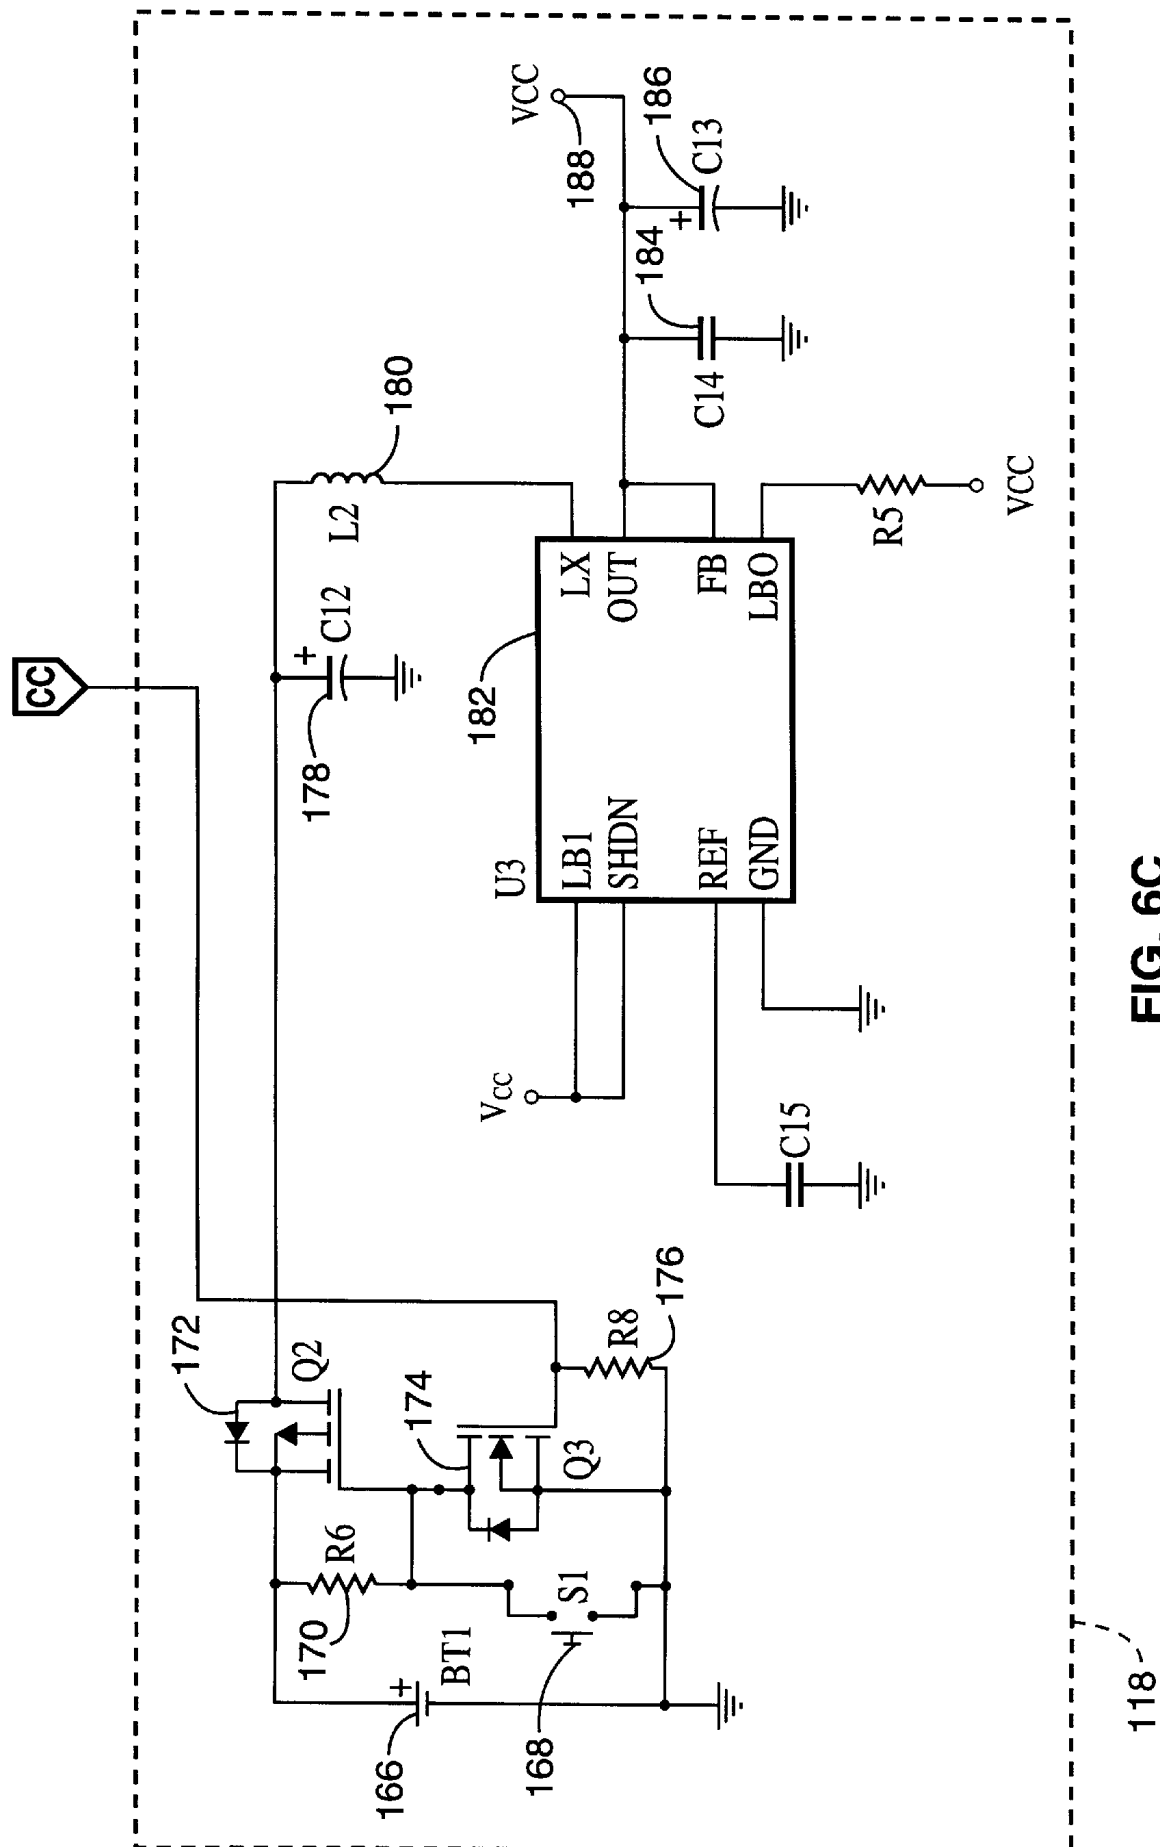 CC
172
Q2
R6
170
BT1
166
S1
168
174
Q3
R8
176
178
C12
L2
180
VCC
188
186
C13
184
C14
182
U3
LB1
SHDN
REF
GND
LX
OUT
FB
LBO
VCC
C15
R5
VCC
118
FIG. 6C